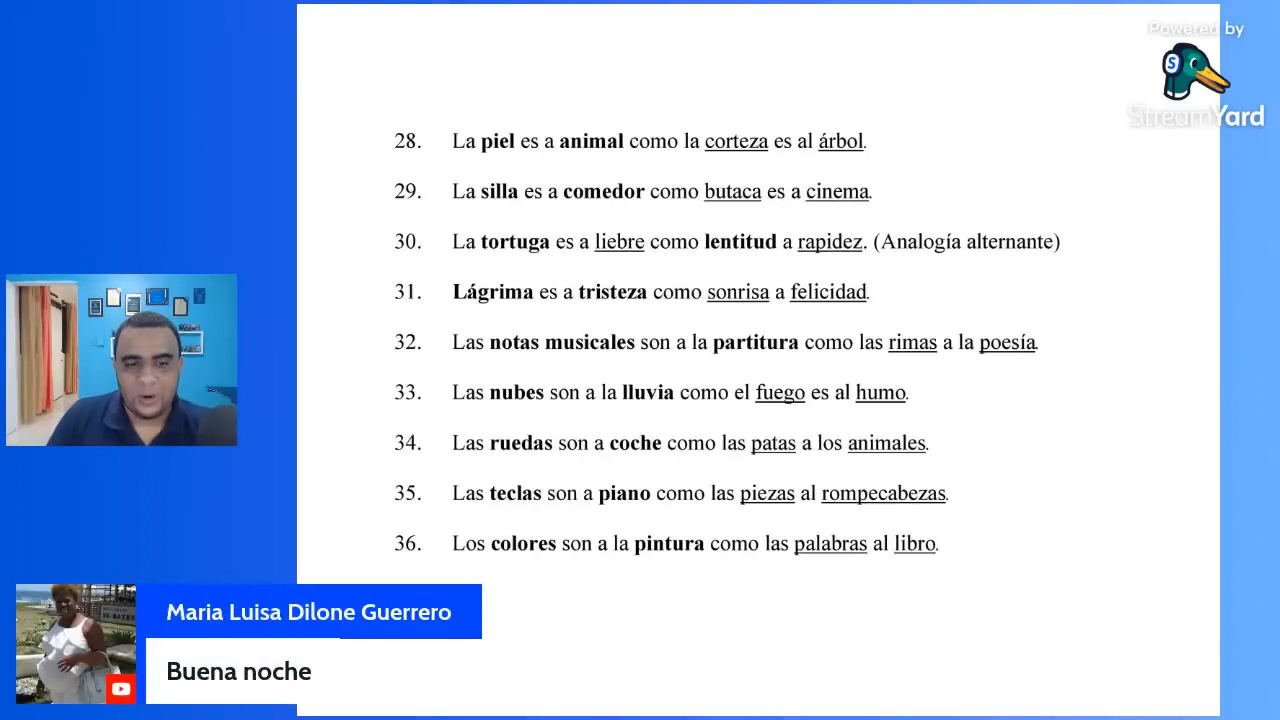 Powered by
StreamYard
28. La piel es a animal como la corteza es al árbol.
29. La silla es a comedor como butaca es a cinema.
30. La tortuga es a liebre como lentitud a rapidez. (Analogía alternante)
31. Lágrima es a tristeza como sonrisa a felicidad.
32. Las notas musicales son a la partitura como las rimas a la poesía.
33. Las nubes son a la lluvia como el fuego es al humo.
34. Las ruedas son a coche como las patas a los animales.
35. Las teclas son a piano como las piezas al rompecabezas.
36. Los colores son a la pintura como las palabras al libro.
Maria Luisa Dilone Guerrero
Buena noche